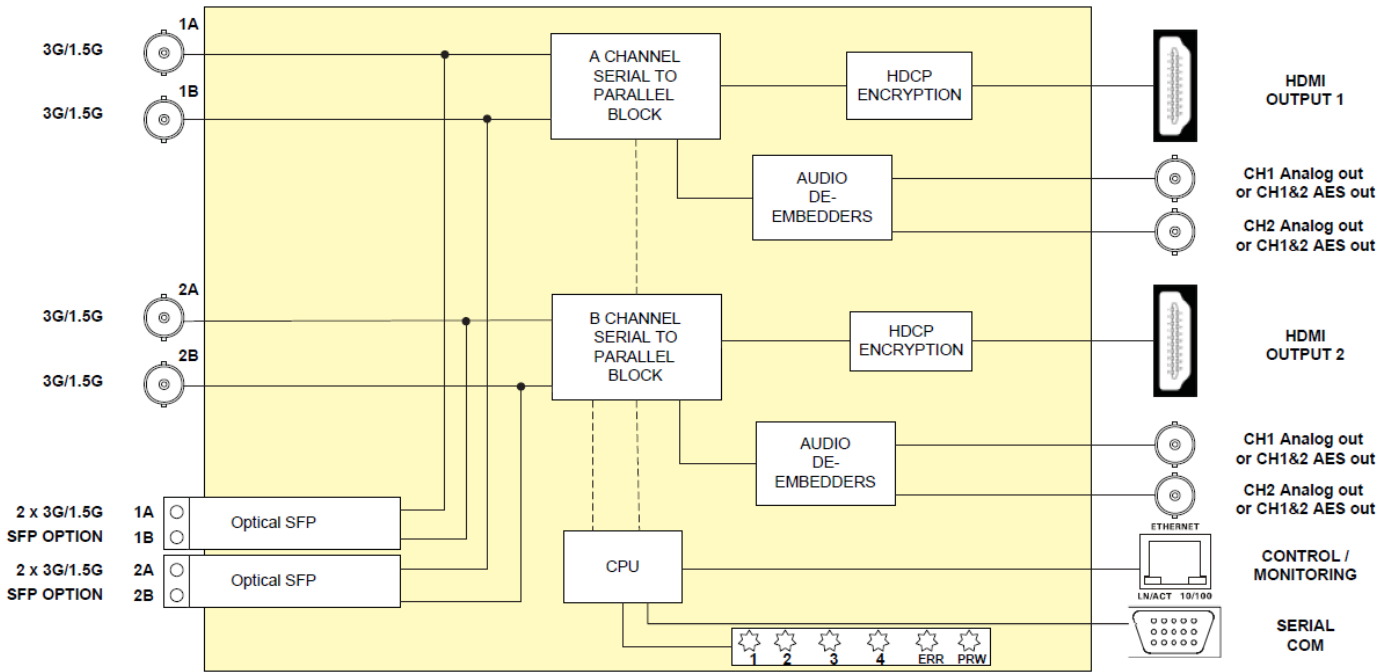 1A
3G/1.5G
1B
3G/1.5G
A CHANNEL
SERIAL TO
PARALLEL
BLOCK
HDCP
ENCRYPTION
HDMI
OUTPUT 1
AUDIO
DE-
EMBEDDERS
CH1 Analog out
or CH1&2 AES out
CH2 Analog out
or CH1&2 AES out
2A
3G/1.5G
2B
3G/1.5G
B CHANNEL
SERIAL TO
PARALLEL
BLOCK
HDCP
ENCRYPTION
HDMI
OUTPUT 2
AUDIO
DE-
EMBEDDERS
CH1 Analog out
or CH1&2 AES out
CH2 Analog out
or CH1&2 AES out
2 x 3G/1.5G 1A
SFP OPTION 1B
Optical SFP
2 x 3G/1.5G 2A
SFP OPTION 2B
Optical SFP
CPU
ETHERNET
LN/ACT 10/100
CONTROL /
MONITORING
SERIAL
COM
1 2 3 4 ERR PRW